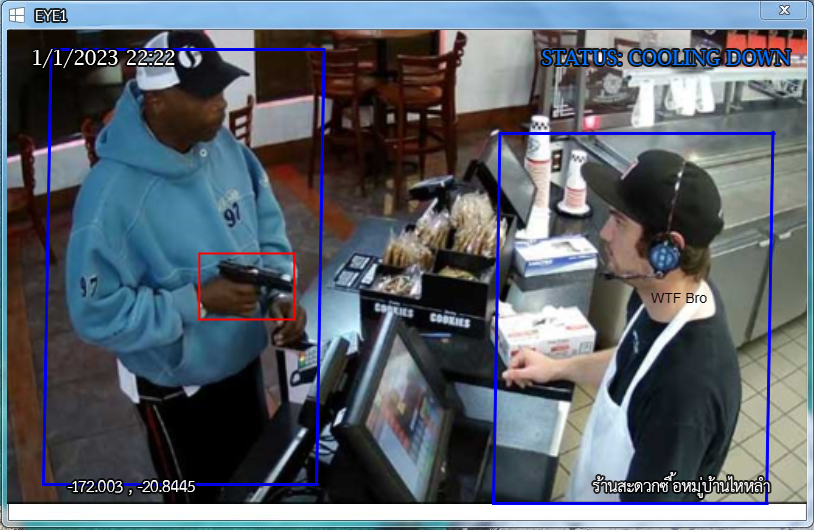 EYE1
1/1/2023 22:22
STATUS: COOLING DOWN
97
97
WTF Bro
COOKIES
COOKIES
-172.003 , -20.8445
ร้านสะดวกซื้อหมู่บ้านไหหลำ